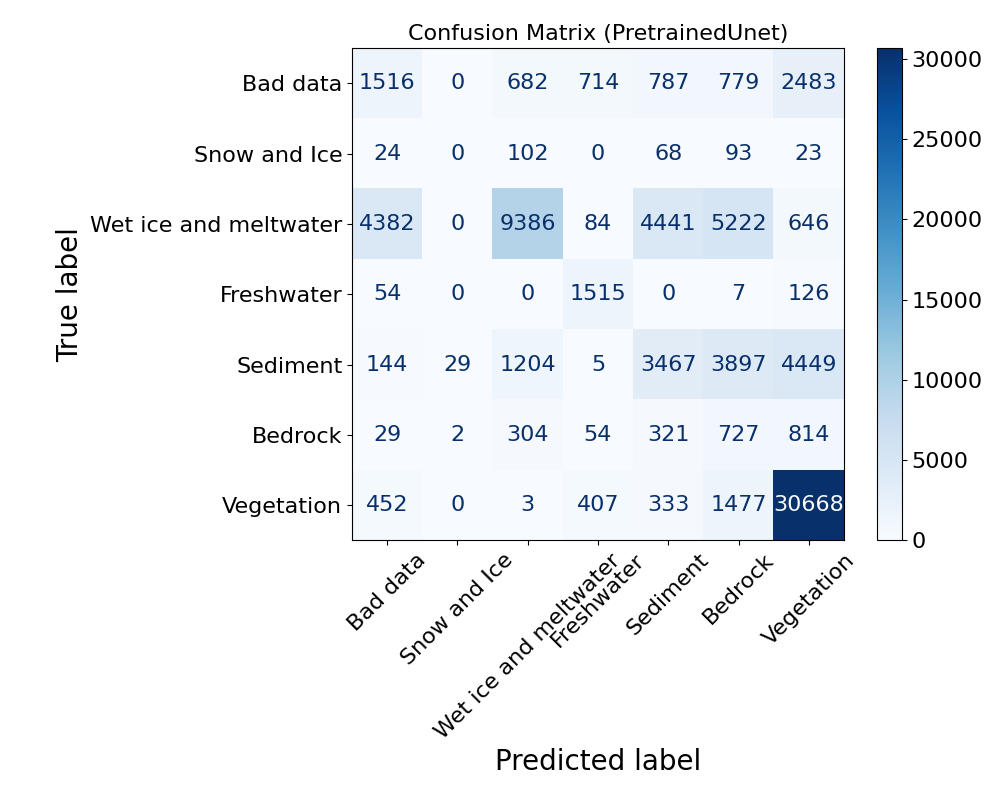 Confusion Matrix (PretrainedUnet)
True label
Bad data 1516 0 682 714 787 779 2483
Snow and Ice 24 0 102 0 68 93 23
Wet ice and meltwater 4382 0 9386 84 4441 5222 646
Freshwater 54 0 0 1515 0 7 126
Sediment 144 29 1204 5 3467 3897 4449
Bedrock 29 2 304 54 321 727 814
Vegetation 452 0 3 407 333 1477 30668
Bad data
Snow and Ice
Wet ice and meltwater
Freshwater
Sediment
Bedrock
Vegetation
Predicted label
30000
25000
20000
15000
10000
5000
0